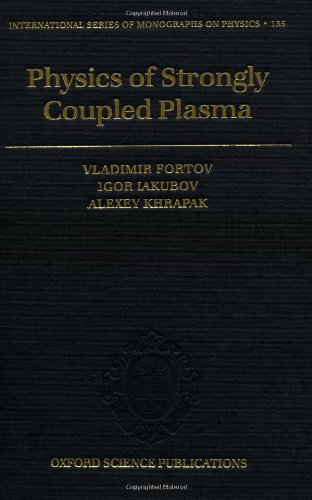 INTERNATIONAL SERIES OF MONOGRAPHS ON PHYSICS • 135
Physics of Strongly
Coupled Plasma
VLADIMIR FORTOV
IGOR IAKUBOV
ALEXEY KHRAPAK
OXFORD SCIENCE PUBLICATIONS